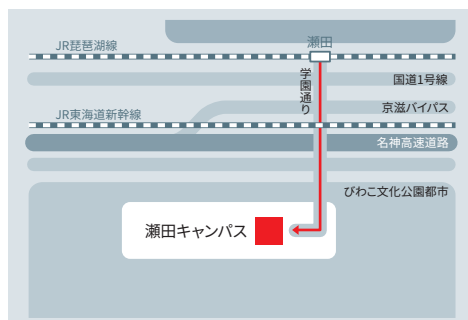 JR琵琶湖線
瀬田
学園通り
国道1号線
京滋バイパス
JR東海道新幹線
名神高速道路
びわこ文化公園都市
瀬田キャンパス